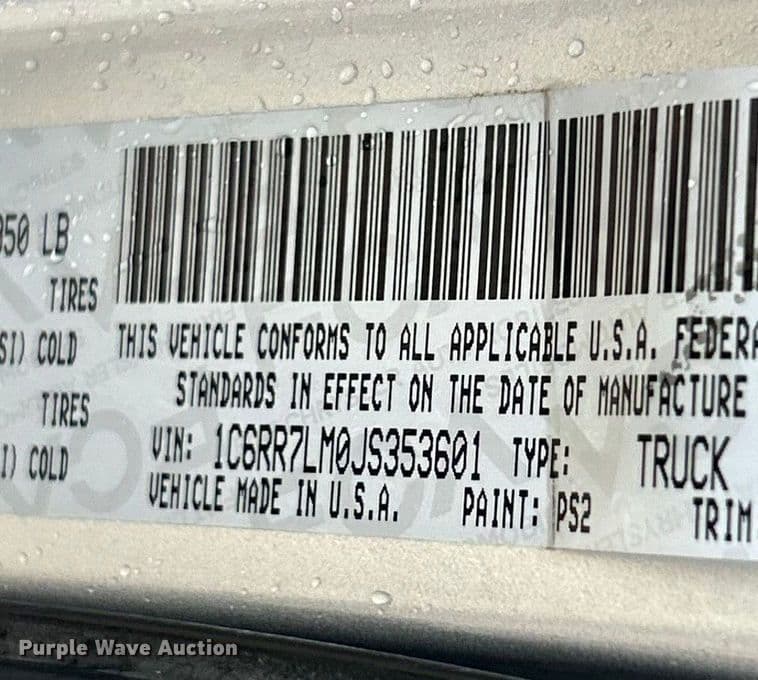 350 LB
TIRES
SI) COLD
TIRES
I) COLD
THIS VEHICLE CONFORMS TO ALL APPLICABLE U.S.A. FEDERA
STANDARDS IN EFFECT ON THE DATE OF MANUFACTURE
VIN: 1C6RR7LM0JS353601 TYPE: TRUCK
VEHICLE MADE IN U.S.A. PAINT: PS2 TRIM
Purple Wave Auction